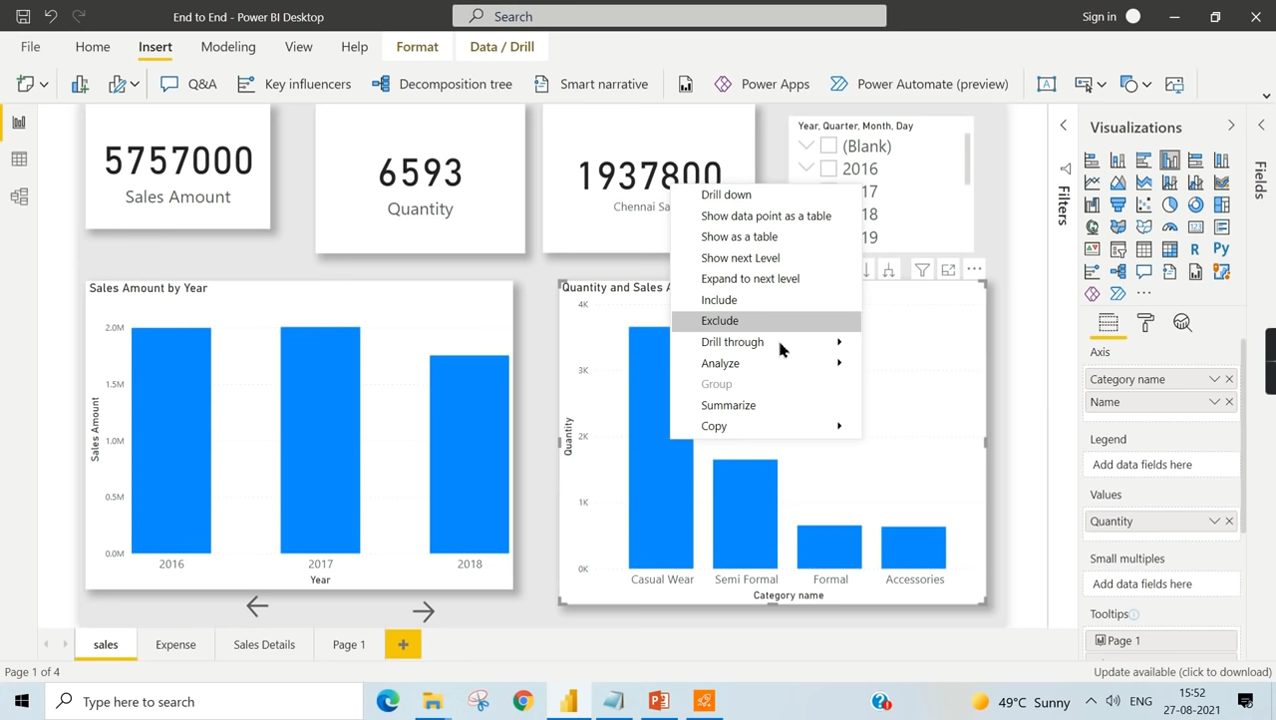 End to End - Power BI Desktop
Search
Sign in
File
Home
Insert
Modeling
View
Help
Format
Data / Drill
Q&A
Key influencers
Decomposition tree
Smart narrative
Power Apps
Power Automate (preview)
5757000
Sales Amount
6593
Quantity
1937800
Chennai Sa
Year, Quarter, Month, Day
(Blank)
2016
17
18
19
Drill down
Show data point as a table
Show as a table
Show next Level
Expand to next level
Include
Exclude
Drill through
Analyze
Group
Summarize
Copy
Sales Amount by Year
2.0M
1.5M
1.0M
0.5M
0.0M
Sales Amount
2016
2017
2018
Year
Quantity and Sales A
4K
3K
2K
1K
0K
Quantity
Casual Wear
Semi Formal
Formal
Accessories
Category name
Filters
Visualizations
R
Py
Axis
Category name
Name
Legend
Add data fields here
Values
Quantity
Small multiples
Add data fields here
Tooltips
Page 1
Fields
sales
Expense
Sales Details
Page 1
Page 1 of 4
Update available (click to download)
Type here to search
49°C Sunny
ENG
15:52
27-08-2021